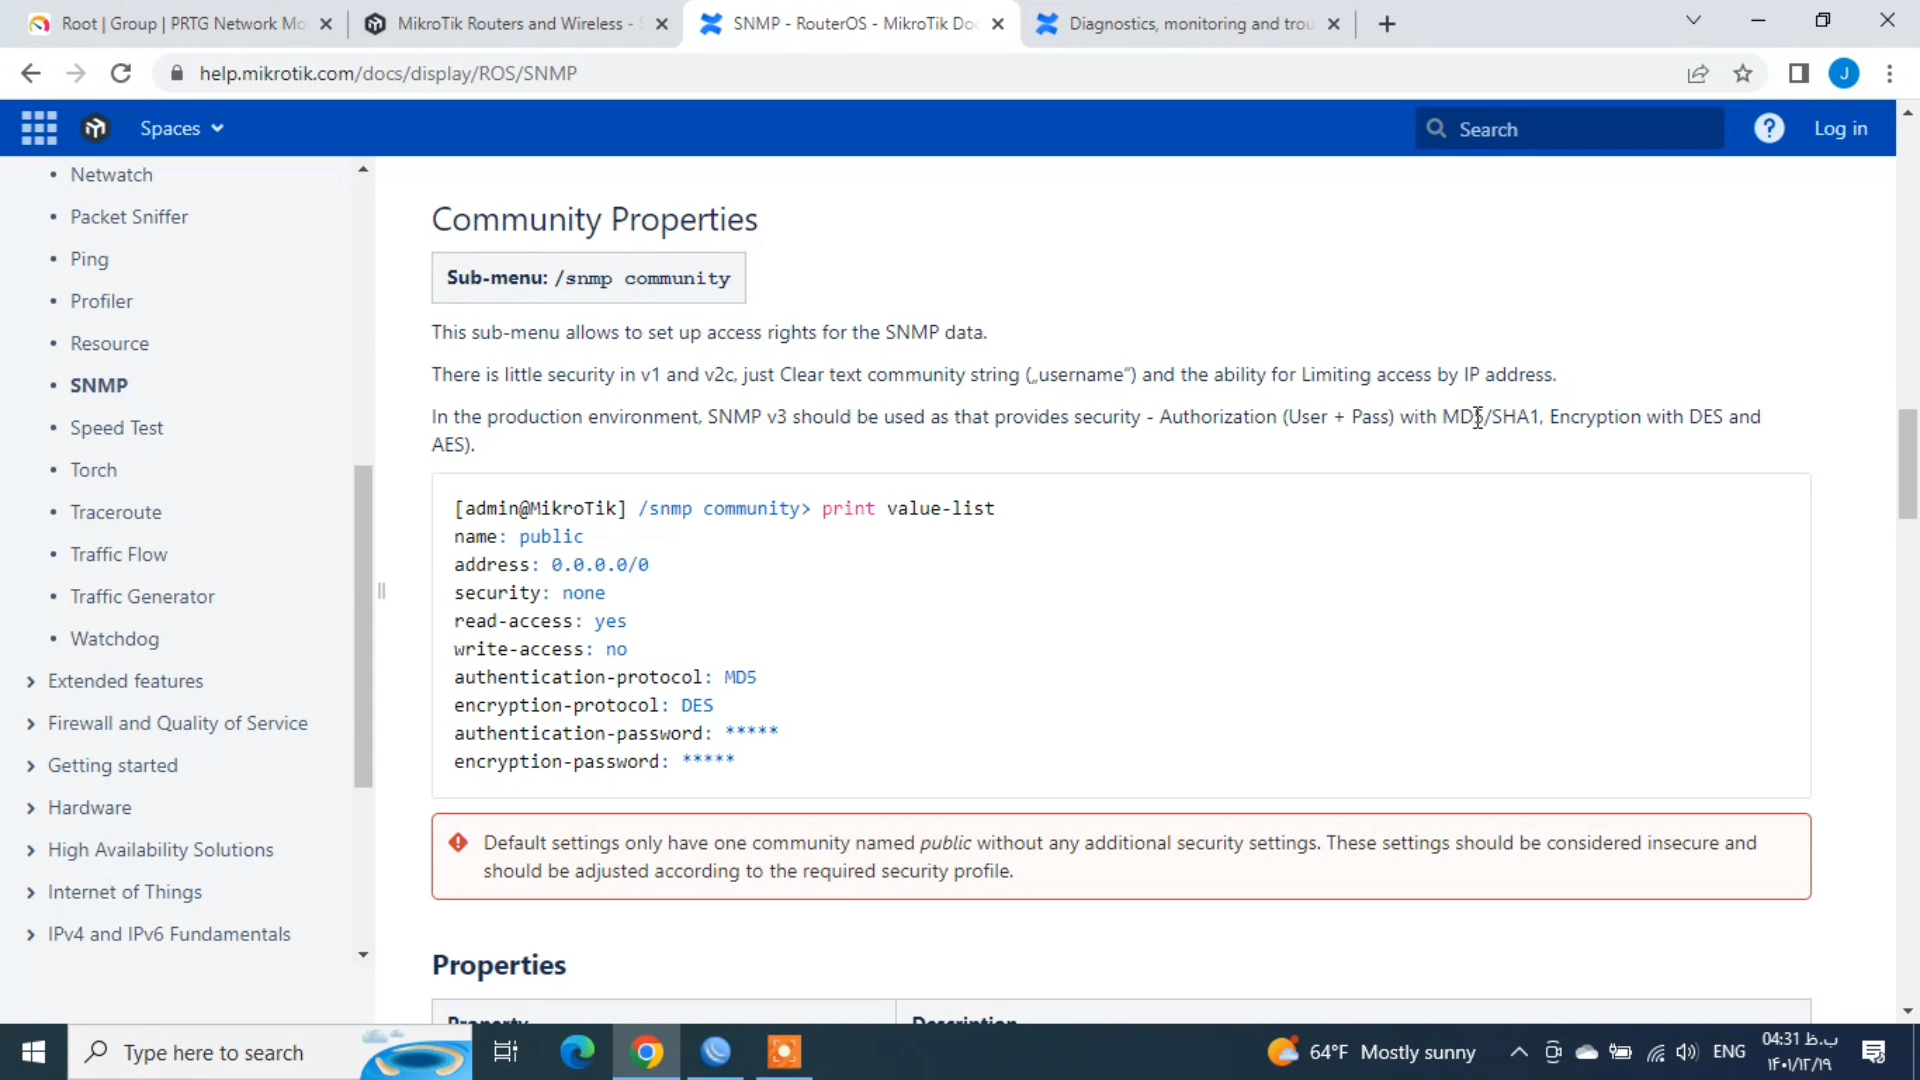 Root | Group | PRTG Network Mo
MikroTik Routers and Wireless - S
SNMP - RouterOS - MikroTik Doc
Diagnostics, monitoring and trou
help.mikrotik.com/docs/display/ROS/SNMP
J
Spaces
Search
?
Log in
• Netwatch
• Packet Sniffer
• Ping
• Profiler
• Resource
• SNMP
• Speed Test
• Torch
• Traceroute
• Traffic Flow
• Traffic Generator
• Watchdog
Extended features
Firewall and Quality of Service
Getting started
Hardware
High Availability Solutions
Internet of Things
IPv4 and IPv6 Fundamentals
Community Properties
Sub-menu: /snmp community
This sub-menu allows to set up access rights for the SNMP data.
There is little security in v1 and v2c, just Clear text community string („username“) and the ability for Limiting access by IP address.
In the production environment, SNMP v3 should be used as that provides security - Authorization (User + Pass) with MD5/SHA1, Encryption with DES and
AES).
[admin@MikroTik] /snmp community> print value-list
name: public
address: 0.0.0.0/0
security: none
read-access: yes
write-access: no
authentication-protocol: MD5
encryption-protocol: DES
authentication-password: *****
encryption-password: *****
Default settings only have one community named public without any additional security settings. These settings should be considered insecure and
should be adjusted according to the required security profile.
Properties
Property
Description
Type here to search
64°F Mostly sunny
ENG
04:31 ب.ظ
۱۴۰۱/۱۲/۱۹